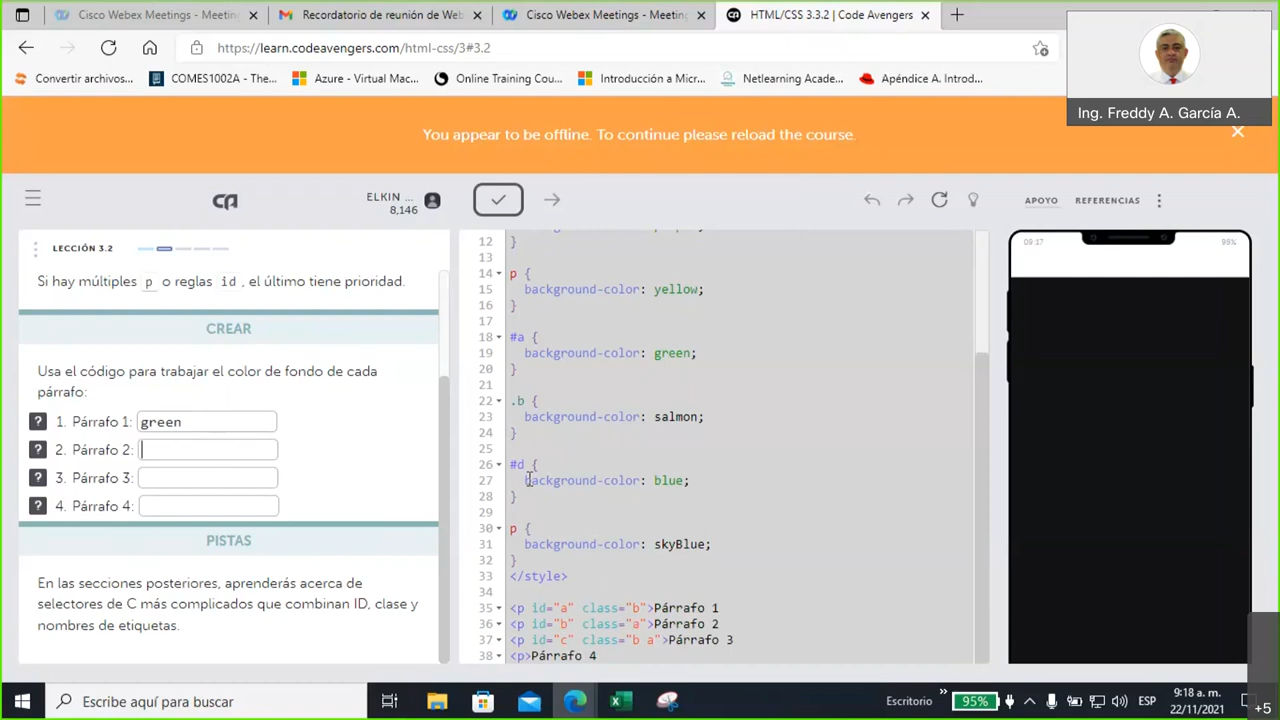 Cisco Webex Meetings - Meetin
Recordatorio de reunión de Web
Cisco Webex Meetings - Meeting
HTML/CSS 3.3.2 | Code Avengers
https://learn.codeavengers.com/html-css/3#3.2
Convertir archivos...
COMES1002A - The...
Azure - Virtual Mac...
Online Training Cou...
Introducción a Micr...
Netlearning Acade...
Apéndice A. Introd...
Ing. Freddy A. García A.
You appear to be offline. To continue please reload the course.
ELKIN ...
8,146
APOYO
REFERENCIAS
LECCIÓN 3.2
Si hay múltiples p o reglas id , el último tiene prioridad.
CREAR
Usa el código para trabajar el color de fondo de cada
párrafo:
? 1. Párrafo 1: green
? 2. Párrafo 2:
? 3. Párrafo 3:
? 4. Párrafo 4:
PISTAS
En las secciones posteriores, aprenderás acerca de
selectores de C más complicados que combinan ID, clase y
nombres de etiquetas.
12 }
13
14 p {
15 background-color: yellow;
16 }
17
18 #a {
19 background-color: green;
20 }
21
22 .b {
23 background-color: salmon;
24 }
25
26 #d {
27 background-color: blue;
28 }
29
30 p {
31 background-color: skyBlue;
32 }
33 </style>
34
35 <p id="a" class="b">Párrafo 1
36 <p id="b" class="a">Párrafo 2
37 <p id="c" class="b a">Párrafo 3
38 <p>Párrafo 4
09:17
98%
Escribe aquí para buscar
Escritorio
95%
ESP
9:18 a. m.
22/11/2021
+5